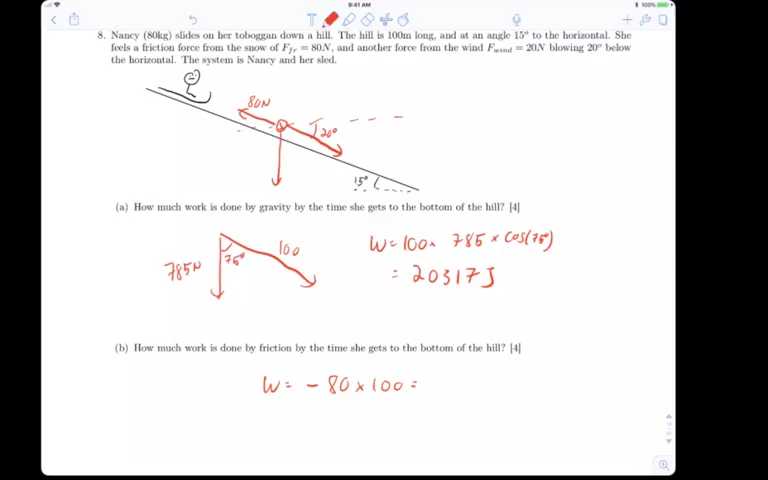 9:41 AM
100%
8. Nancy (80kg) slides on her toboggan down a hill. The hill is 100m long, and at an angle 15° to the horizontal. She
feels a friction force from the snow of F_fr = 80N, and another force from the wind F_wind = 20N blowing 20° below
the horizontal. The system is Nancy and her sled.
80N
20°
15°
(a) How much work is done by gravity by the time she gets to the bottom of the hill? [4]
785N
75°
100
W = 100 × 785 × cos(75°)
= 20317 J
(b) How much work is done by friction by the time she gets to the bottom of the hill? [4]
W = - 80 × 100 =